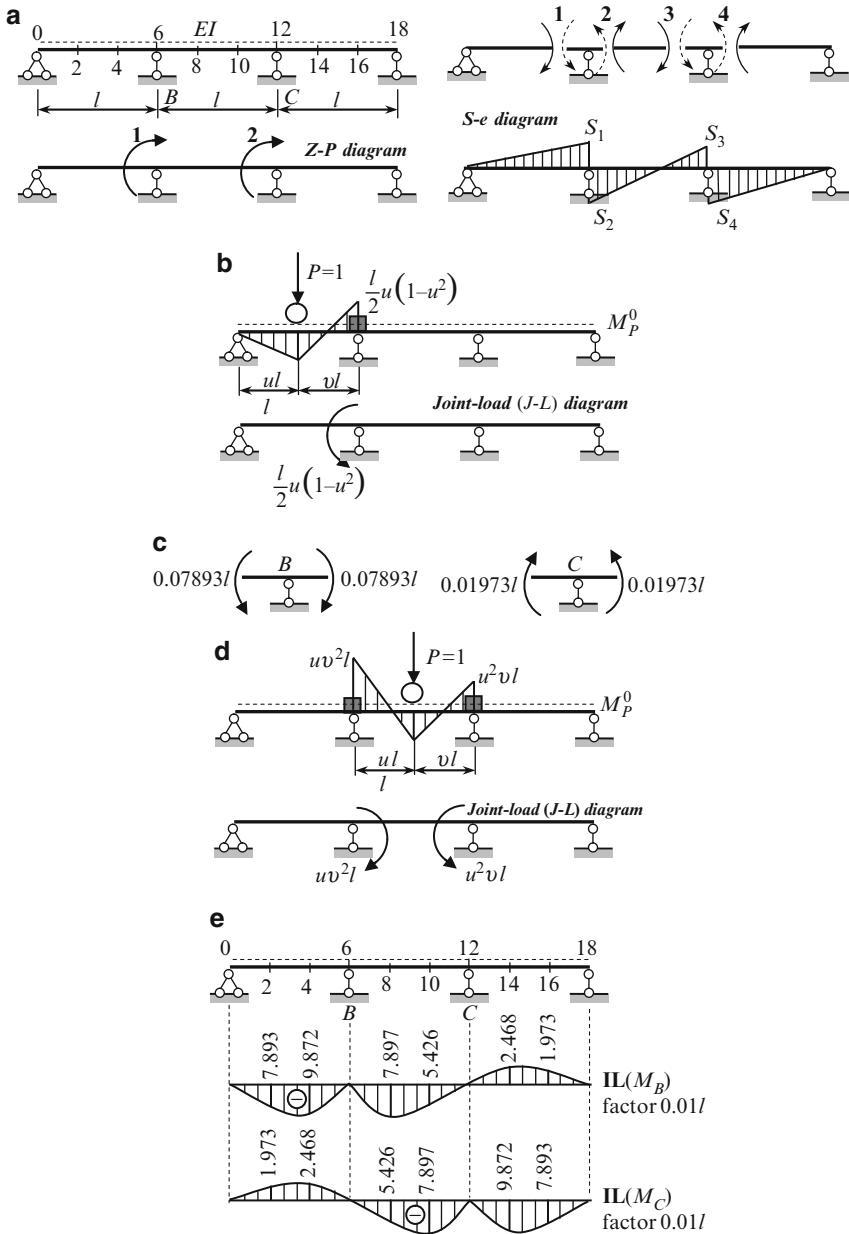 a
0 6 EI 12 18
2 4 8 10 14 16
l B l C l
1 2
Z-P diagram
1 2 3 4
S-e diagram
S₁ S₃
S₂ S₄
b
P=1
l/2 u(1–u²)
M⁰_P
ul υl
l
Joint-load (J-L) diagram
l/2 u(1–u²)
c
B C
0.07893l 0.07893l 0.01973l 0.01973l
d
uυ²l P=1 u²υl
M⁰_P
ul υl
l
Joint-load (J-L) diagram
uυ²l u²υl
e
0 6 12 18
2 4 8 10 14 16
B C
7.893 9.872 7.897 5.426 2.468 1.973
IL(M_B)
– factor 0.01l
1.973 2.468 5.426 7.897 9.872 7.893
IL(M_C)
– factor 0.01l